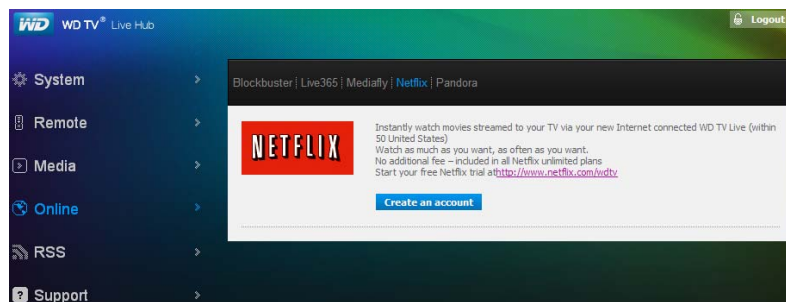 WD WD TV® Live Hub
Logout
System
Remote
Media
Online
RSS
? Support
Blockbuster Live365 Mediafly Netflix Pandora
NETFLIX
Instantly watch movies streamed to your TV via your new Internet connected WD TV Live (within
50 United States)
Watch as much as you want, as often as you want.
No additional fee – included in all Netflix unlimited plans
Start your free Netflix trial athttp://www.netflix.com/wdtv
Create an account